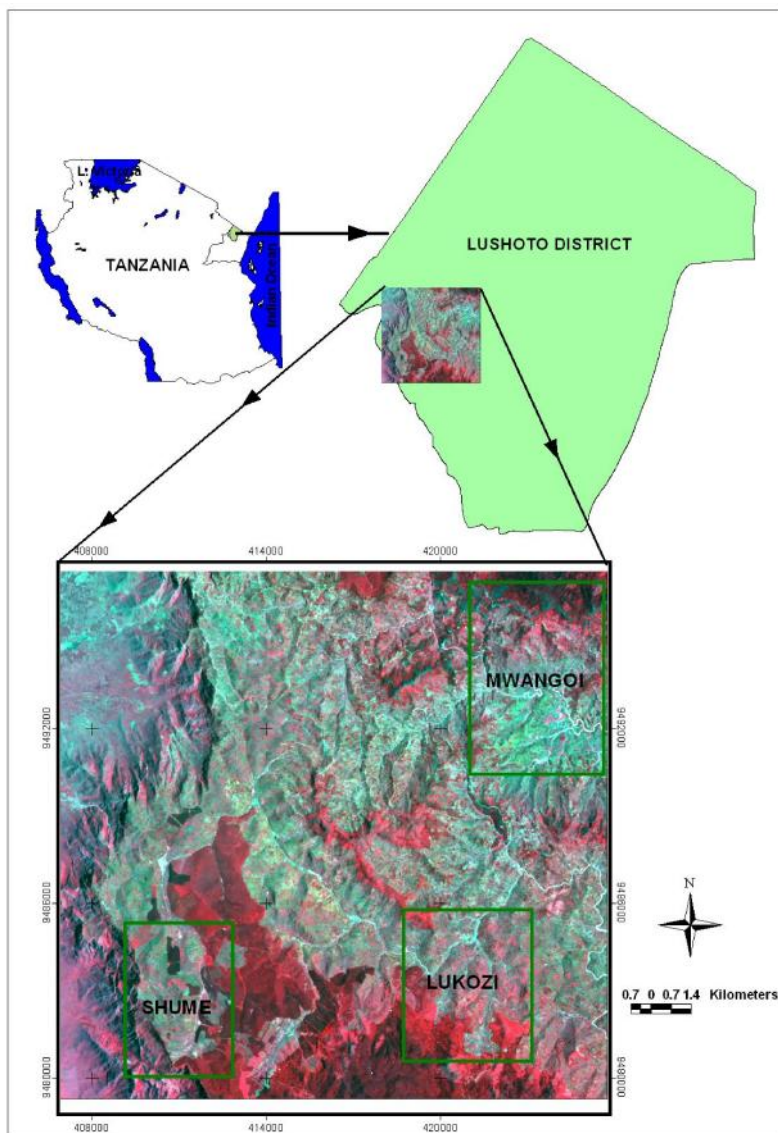 L. Victoria
TANZANIA
Indian Ocean
LUSHOTO DISTRICT
408000
414000
420000
MWANGOI
9492000
9492000
9486000
9486000
N
LUKOZI
SHUME
0.7 0 0.7 1.4 Kilometers
9480000
9480000
408000
414000
420000